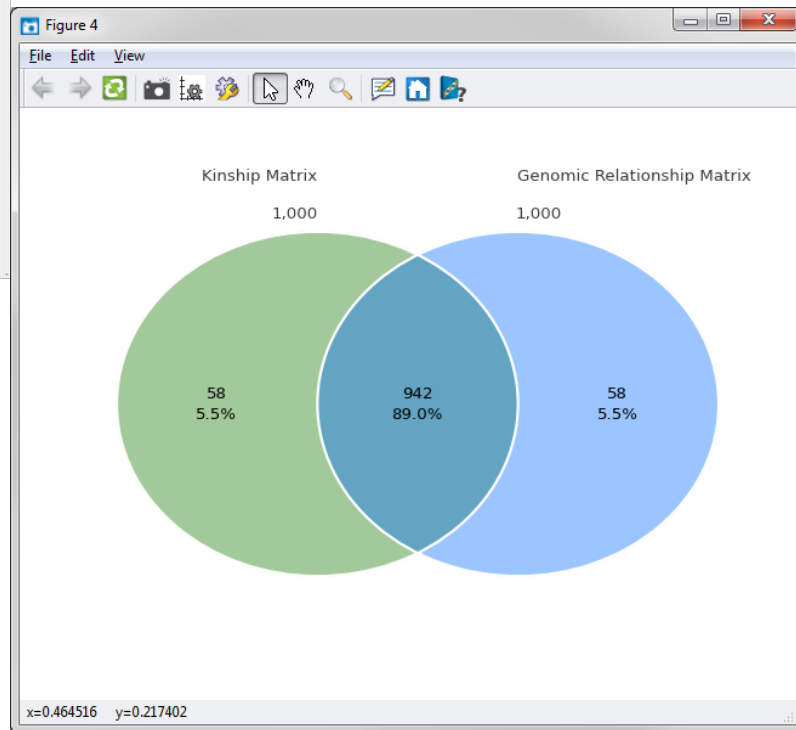 Figure 4
File Edit View
Kinship Matrix
Genomic Relationship Matrix
1,000
1,000
58
5.5%
942
89.0%
58
5.5%
x=0.464516 y=0.217402